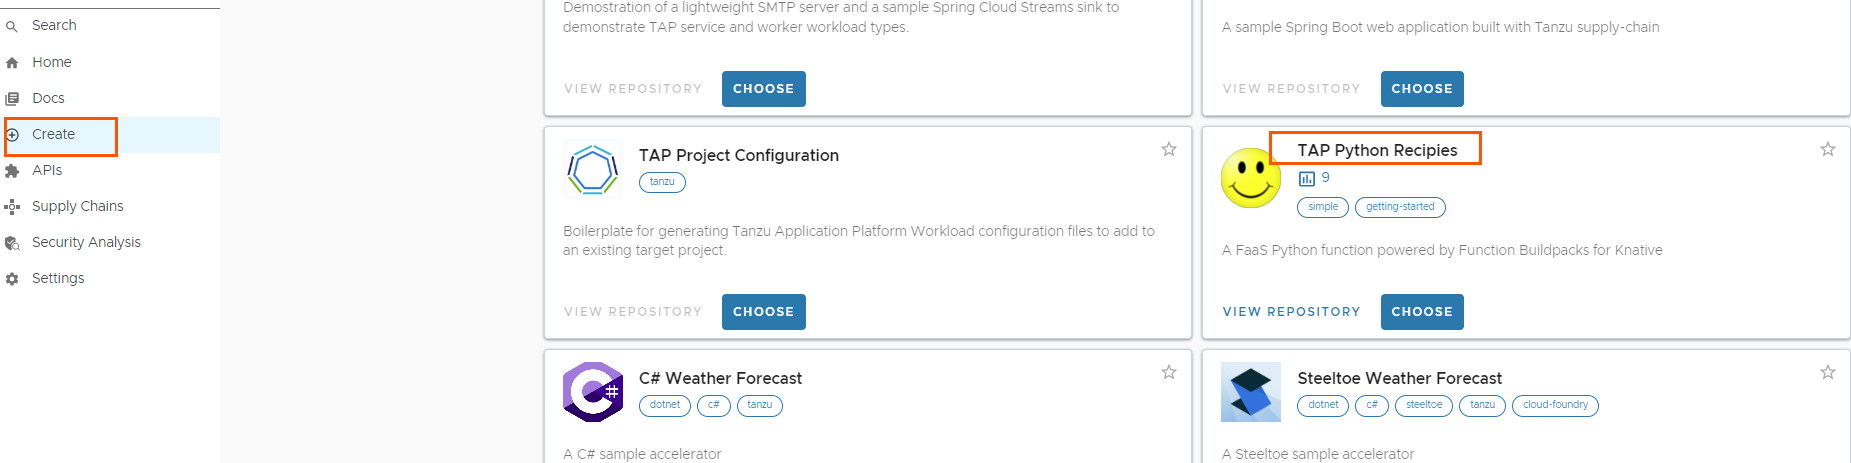 Search
Home
Docs
Create
APIs
Supply Chains
Security Analysis
Settings
Demostration of a lightweight SMTP server and a sample Spring Cloud Streams sink to
demonstrate TAP service and worker workload types.
VIEW REPOSITORY CHOOSE
A sample Spring Boot web application built with Tanzu supply-chain
VIEW REPOSITORY CHOOSE
TAP Project Configuration
tanzu
Boilerplate for generating Tanzu Application Platform Workload configuration files to add to
an existing target project.
VIEW REPOSITORY CHOOSE
TAP Python Recipies
9
simple getting-started
A FaaS Python function powered by Function Buildpacks for Knative
VIEW REPOSITORY CHOOSE
C# Weather Forecast
dotnet c# tanzu
A C# sample accelerator
Steeltoe Weather Forecast
dotnet c# steeltoe tanzu cloud-foundry
A Steeltoe sample accelerator